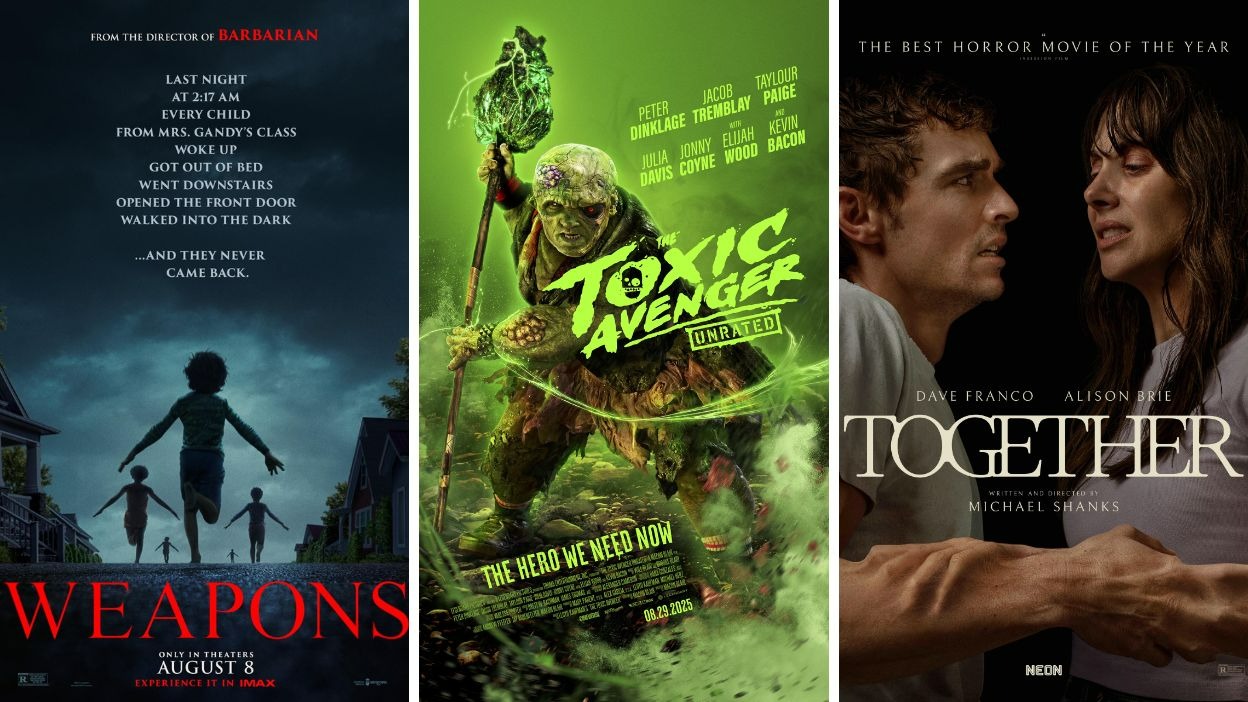 FROM THE DIRECTOR OF BARBARIAN
LAST NIGHT
AT 2:17 AM
EVERY CHILD
FROM MRS. GANDY'S CLASS
WOKE UP
GOT OUT OF BED
WENT DOWNSTAIRS
OPENED THE FRONT DOOR
WALKED INTO THE DARK
...AND THEY NEVER
CAME BACK.
WEAPONS
ONLY IN THEATERS
AUGUST 8
EXPERIENCE IT IN IMAX
R
PETER DINKLAGE
JACOB TREMBLAY
TAYLOUR PAIGE
JULIA DAVIS
JONNY COYNE
WITH ELIJAH WOOD
AND KEVIN BACON
THE
TOXIC
AVENGER
UNRATED
THE HERO WE NEED NOW
08.29.2025
"
THE BEST HORROR MOVIE OF THE YEAR
DAVE FRANCO ALISON BRIE
TOGETHER
WRITTEN AND DIRECTED BY
MICHAEL SHANKS
NEON
R